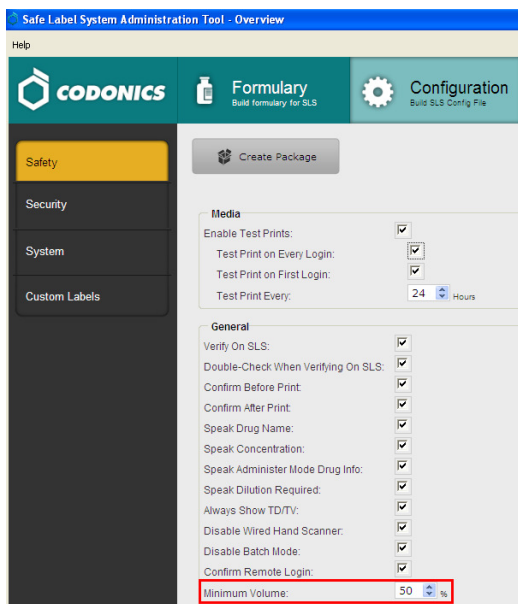 Safe Label System Administration Tool - Overview
Help
CODONICS
Formulary
Build formulary for SLS
Configuration
Build SLS Config File
Safety
Security
System
Custom Labels
Create Package
Media
Enable Test Prints:
Test Print on Every Login:
Test Print on First Login:
Test Print Every: 24 Hours
General
Verify On SLS:
Double-Check When Verifying On SLS:
Confirm Before Print:
Confirm After Print:
Speak Drug Name:
Speak Concentration:
Speak Administer Mode Drug Info:
Speak Dilution Required:
Always Show TD/TV:
Disable Wired Hand Scanner:
Disable Batch Mode:
Confirm Remote Login:
Minimum Volume: 50 %